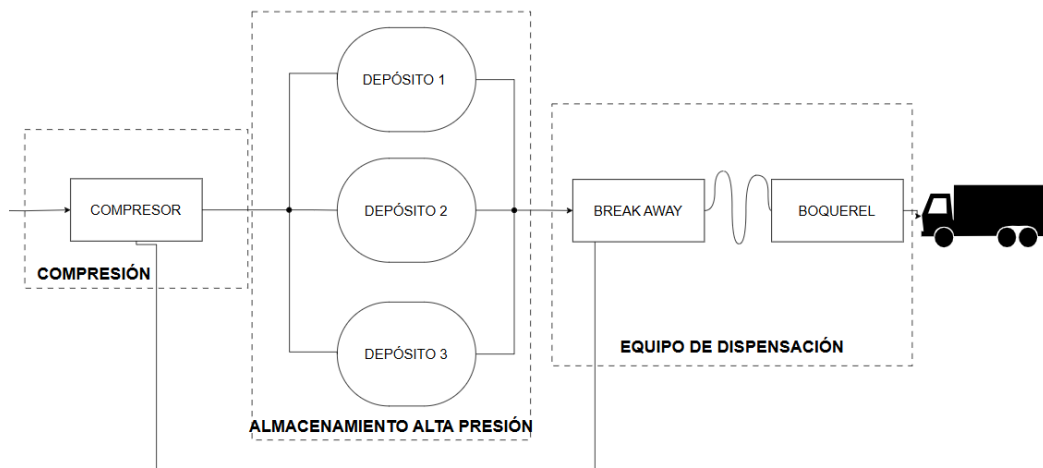 DEPÓSITO 1
COMPRESOR
DEPÓSITO 2
BREAK AWAY
BOQUEREL
COMPRESIÓN
DEPÓSITO 3
EQUIPO DE DISPENSACIÓN
ALMACENAMIENTO ALTA PRESIÓN